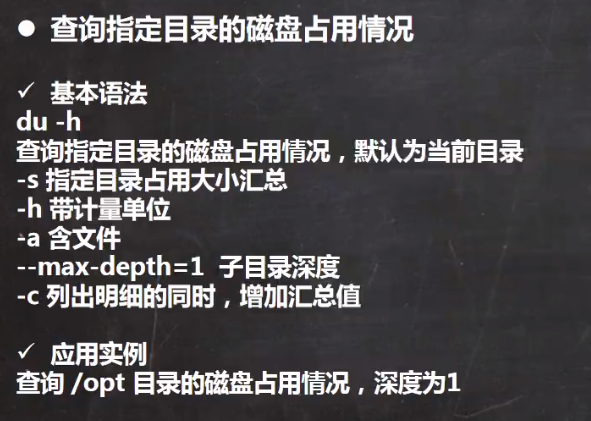 ● 查询指定目录的磁盘占用情况
✓ 基本语法
du -h
查询指定目录的磁盘占用情况，默认为当前目录
-s 指定目录占用大小汇总
-h 带计量单位
-a 含文件
--max-depth=1 子目录深度
-c 列出明细的同时，增加汇总值
✓ 应用实例
查询 /opt 目录的磁盘占用情况，深度为1